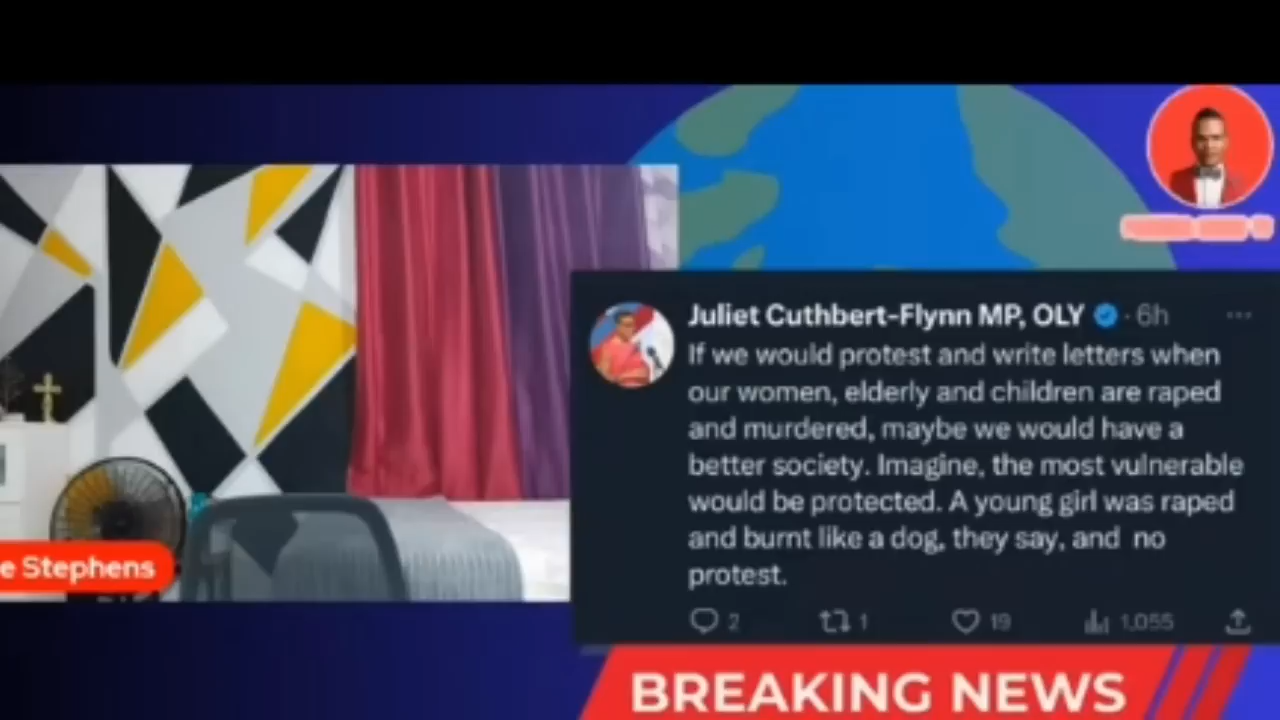 Juliet Cuthbert-Flynn MP, OLY · 6h
If we would protest and write letters when
our women, elderly and children are raped
and murdered, maybe we would have a
better society. Imagine, the most vulnerable
would be protected. A young girl was raped
and burnt like a dog, they say, and no
protest.
2 1 19 1,055
e Stephens
BREAKING NEWS